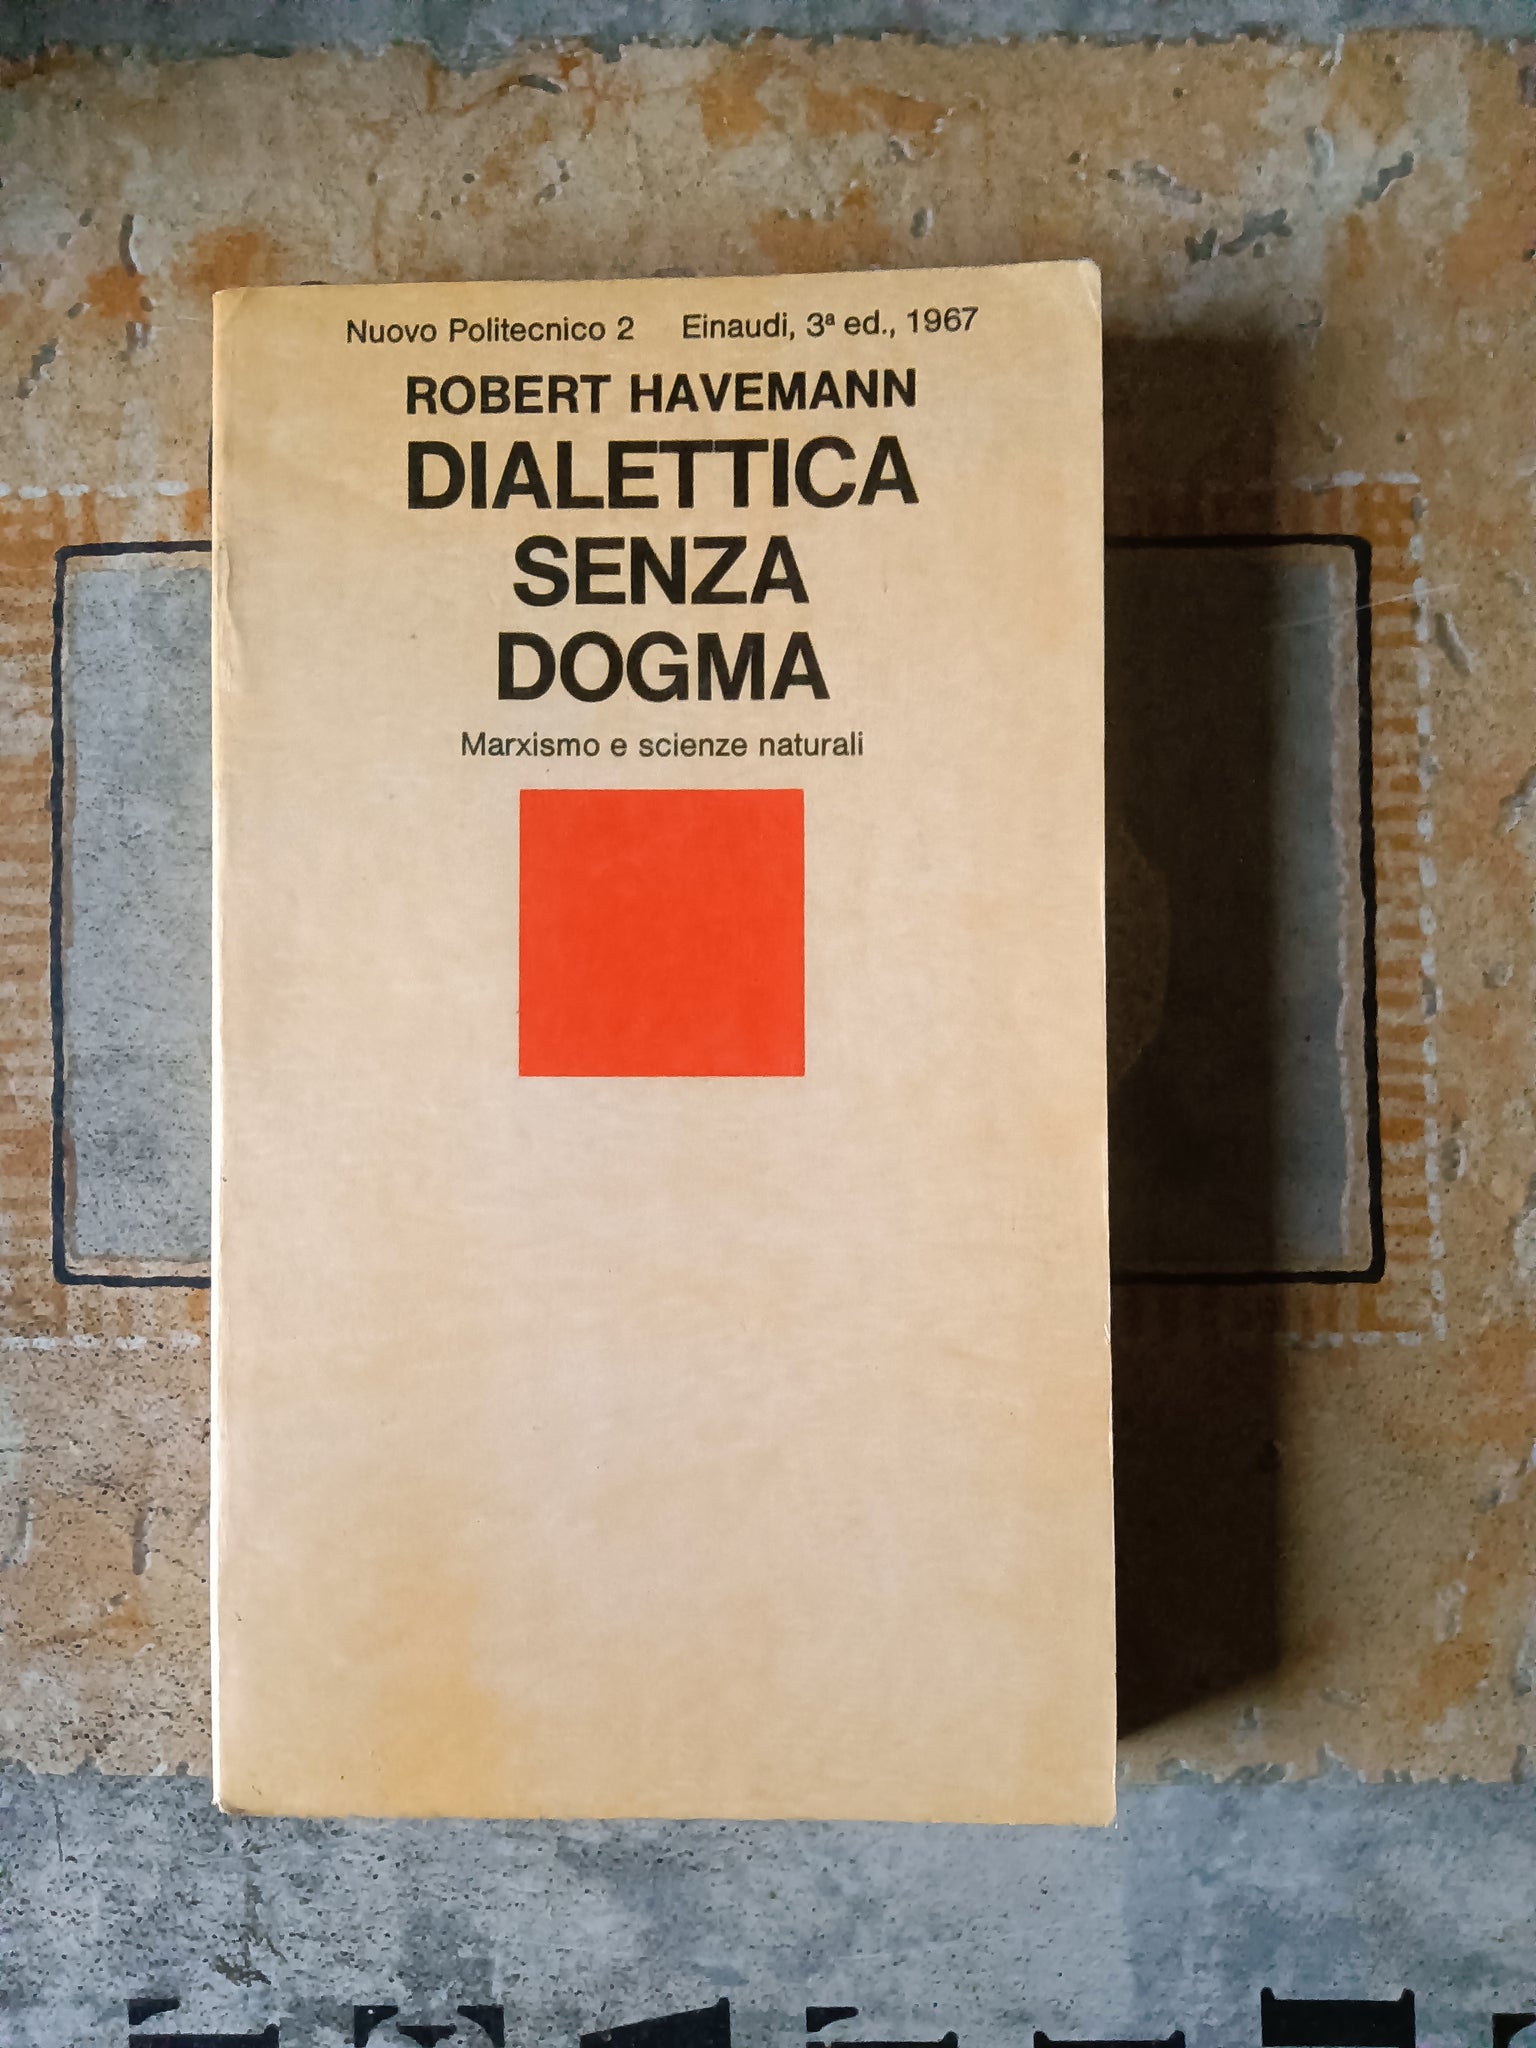 Nuovo Politecnico 2 Einaudi, 3ª ed., 1967
ROBERT HAVEMANN
DIALETTICA
SENZA
DOGMA
Marxismo e scienze naturali